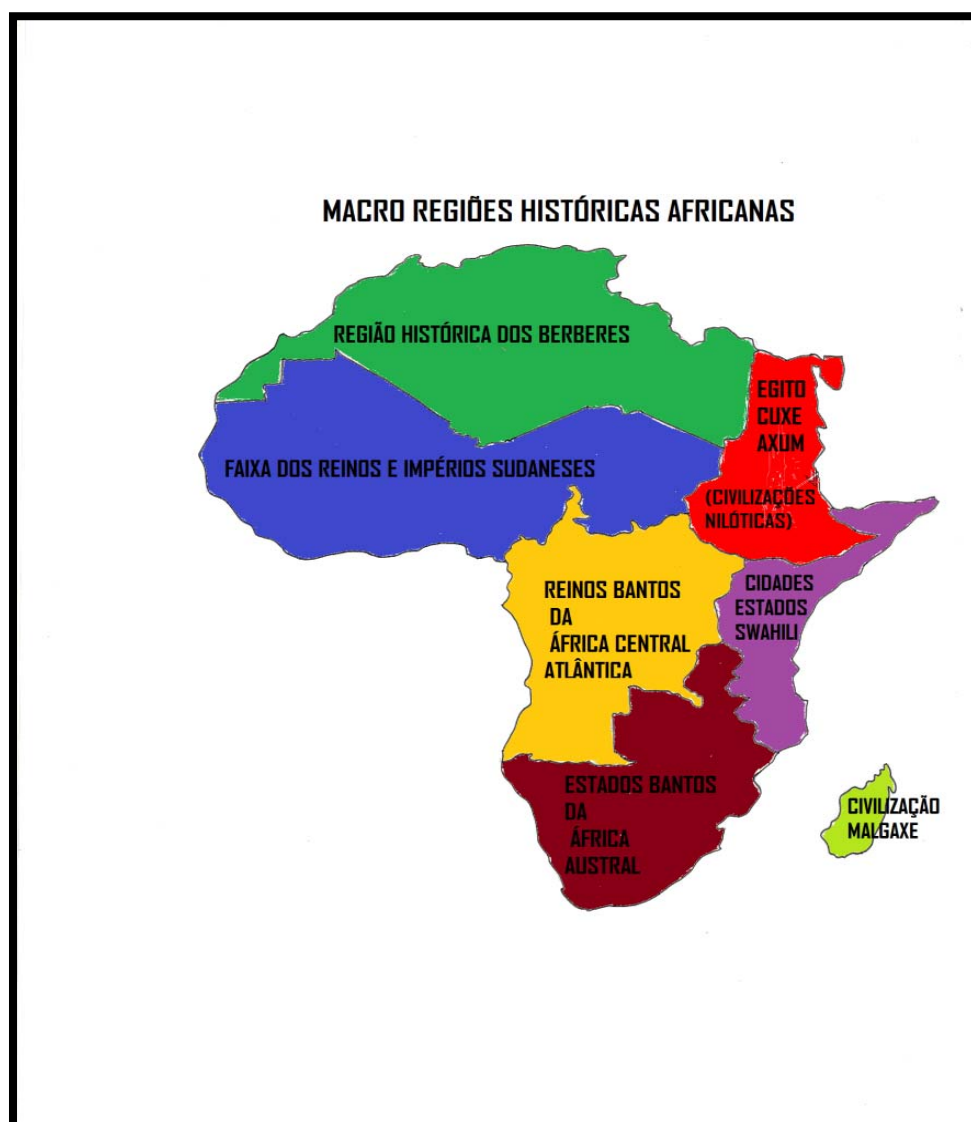 MACRO REGIÕES HISTÓRICAS AFRICANAS
REGIÃO HISTÓRICA DOS BERBERES
EGITO
CUXE
AXUM
(CIVILIZAÇÕES
NILÓTICAS)
FAIXA DOS REINOS E IMPÉRIOS SUDANESES
CIDADES
ESTADOS
SWAHILI
REINOS BANTOS
DA
ÁFRICA CENTRAL
ATLÂNTICA
ESTADOS BANTOS
DA
ÁFRICA
AUSTRAL
CIVILIZAÇÃO
MALGAXE